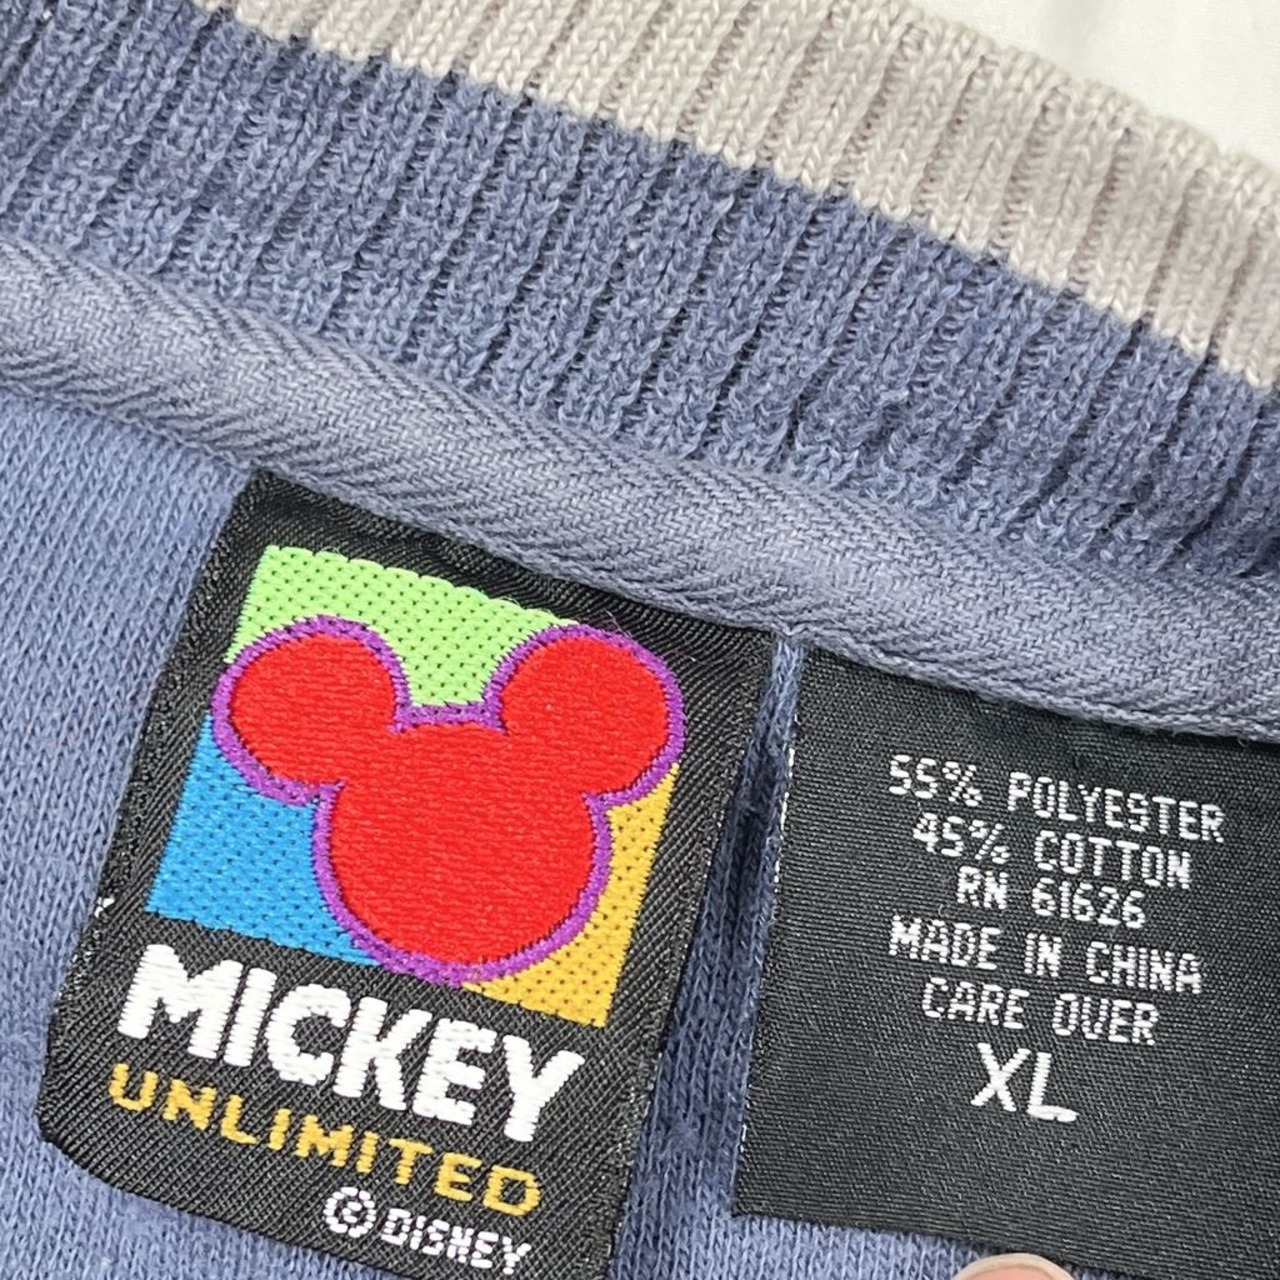 MICKEY
UNLIMITED
© DISNEY
55% POLYESTER
45% COTTON
RN 61626
MADE IN CHINA
CARE OVER
XL